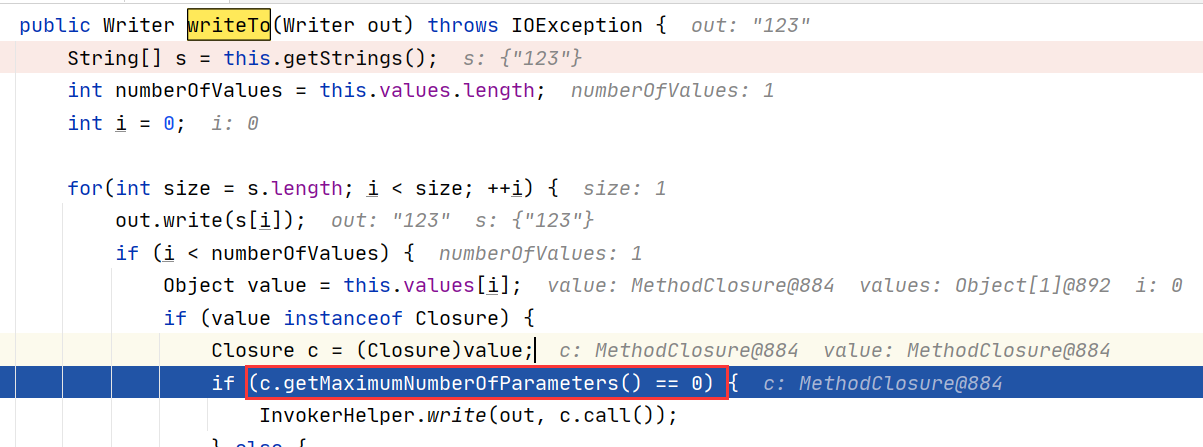 public Writer writeTo(Writer out) throws IOException {  out: "123"
    String[] s = this.getStrings();  s: {"123"}
    int numberOfValues = this.values.length;  numberOfValues: 1
    int i = 0;  i: 0
    for(int size = s.length; i < size; ++i) {  size: 1
        out.write(s[i]);  out: "123"  s: {"123"}
        if (i < numberOfValues) {  numberOfValues: 1
            Object value = this.values[i];  value: MethodClosure@884  values: Object[1]@892  i: 0
            if (value instanceof Closure) {
                Closure c = (Closure)value;  c: MethodClosure@884  value: MethodClosure@884
                if (c.getMaximumNumberOfParameters() == 0) {  c: MethodClosure@884
                    InvokerHelper.write(out, c.call());
                } else {